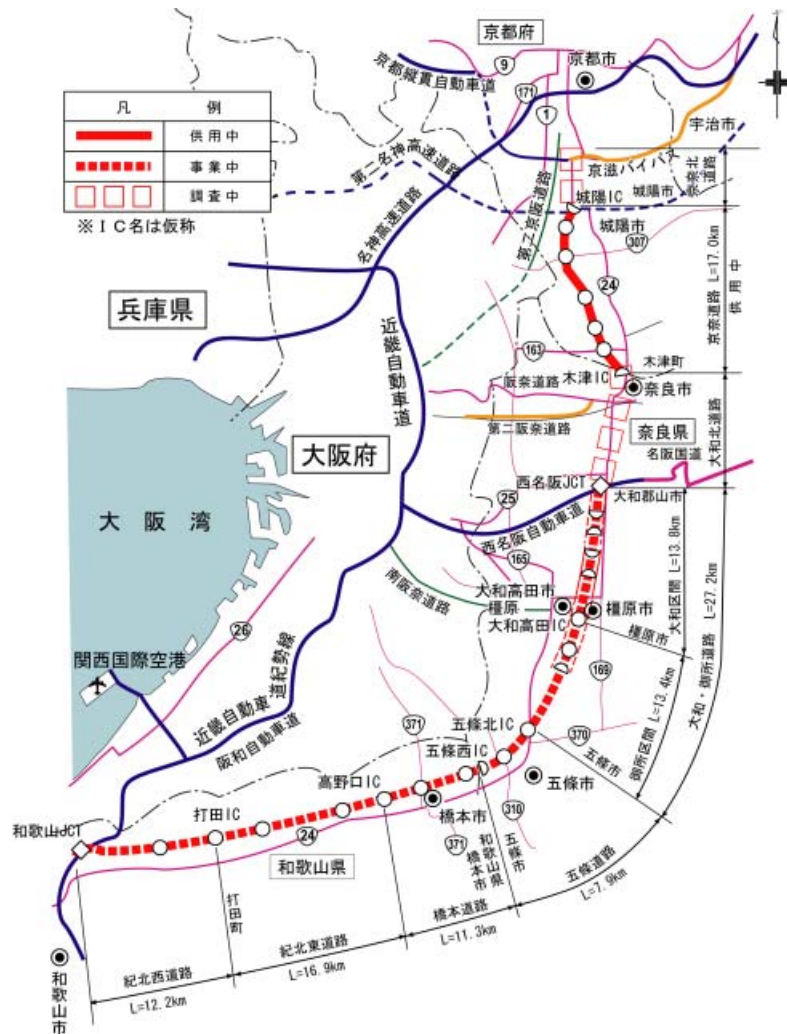 京都府
京都市
京都縦貫自動車道
9
171
1
宇治市
凡 例
供用中
事業中
調査中
※IC名は仮称
第二名神高速道路
京滋バイパス
京奈北道路
城陽IC
城陽市
城陽市
名神高速道路
第二京阪道路
307
24
京奈道路 L=17.0km
供用中
兵庫県
近畿自動車道
163
木津町
木津IC
阪奈道路
奈良市
第二阪奈道路
奈良県
大和北道路
名阪国道
大阪府
西名阪JCT
大和郡山市
大阪湾
25
西名阪自動車道
165
南阪奈道路
大和高田市
橿原
大和高田IC
橿原市
橿原市
大和区間 L=13.8km
大和・御所道路 L=27.2km
26
169
関西国際空港
近畿自動車道紀勢線
阪和自動車道
371
五條北IC
370
御所区間 L=13.4km
五條西IC
五條市
高野口IC
五條市
310
打田IC
橋本市
和歌山JCT
24
371
和歌山県
橋本市
五條市
五條道路
L=7.9km
和歌山県
打田町
橋本道路
L=11.3km
紀北東道路
L=16.9km
紀北西道路
L=12.2km
和歌山市